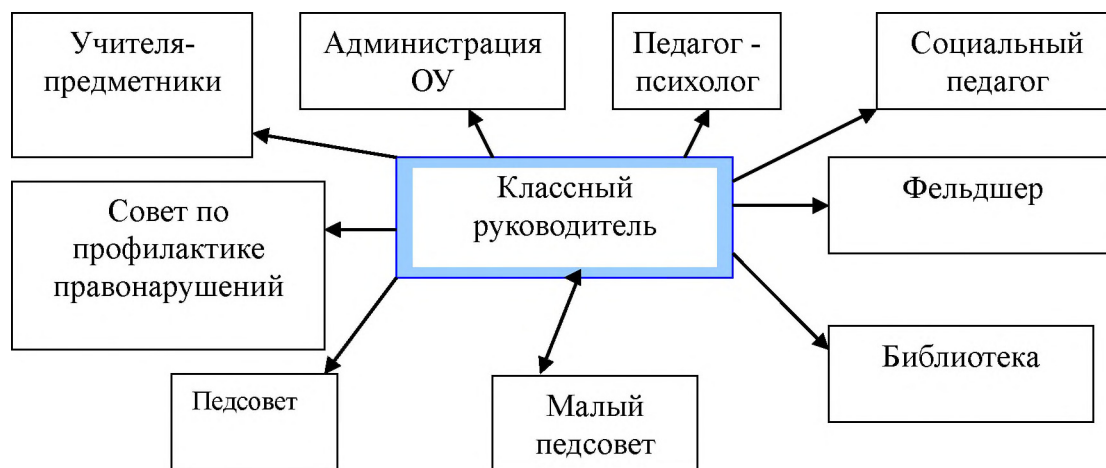 Учителя-
предметники
Администрация
ОУ
Педагог -
психолог
Социальный
педагог
Классный
руководитель
Фельдшер
Совет по
профилактике
правонарушений
Библиотека
Педсовет
Малый
педсовет